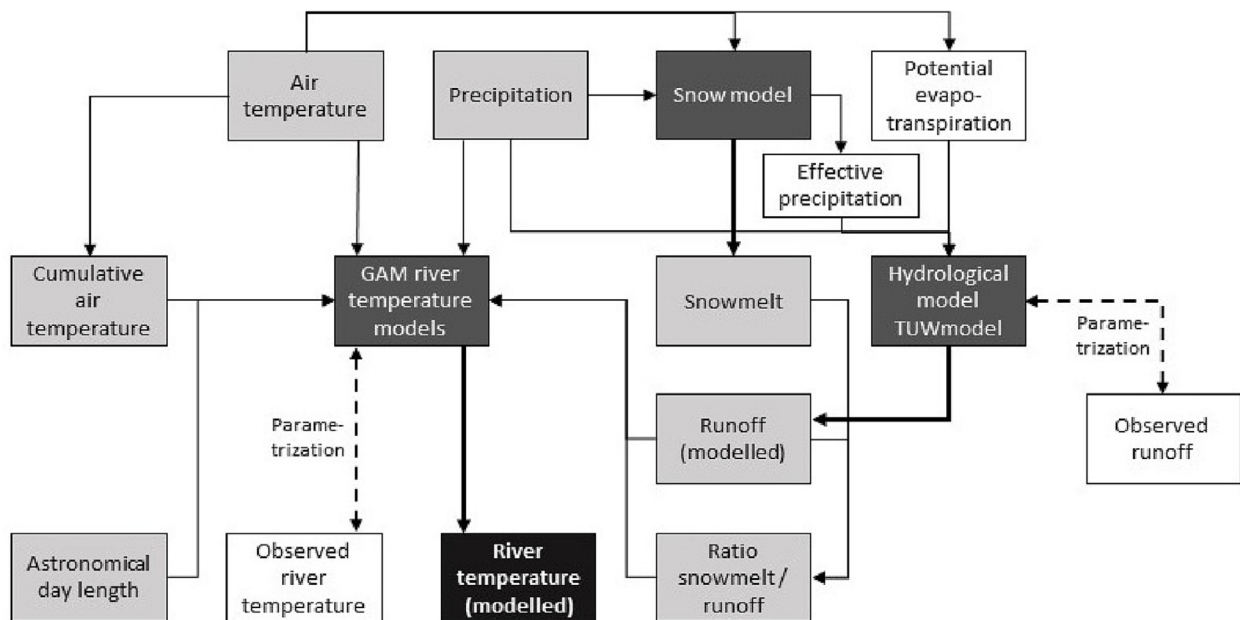 Air
temperature
Precipitation
Snow model
Potential
evapo-
transpiration
Effective
precipitation
Cumulative
air
temperature
GAM river
temperature
models
Snowmelt
Hydrological
model
TUWmodel
Parame-
trization
Parame-
trization
Runoff
(modelled)
Observed
runoff
Astronomical
day length
Observed
river
temperature
River
temperature
(modelled)
Ratio
snowmelt /
runoff